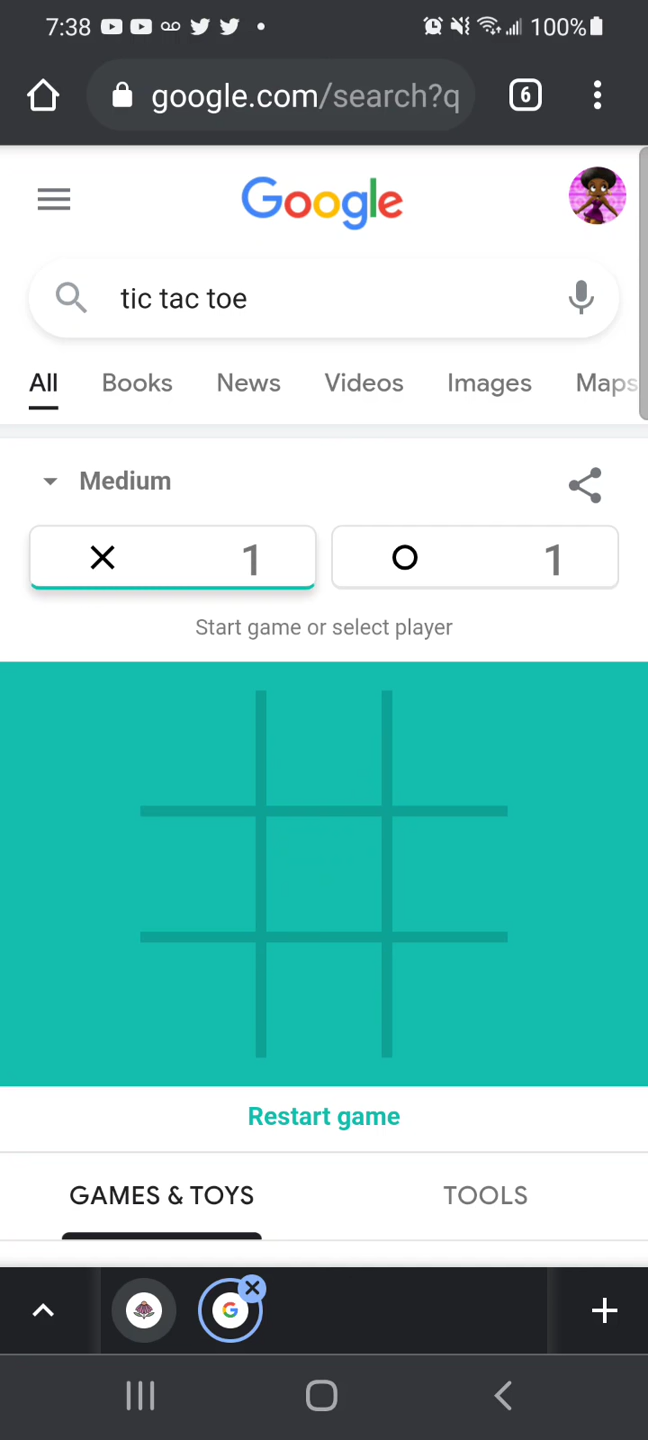 7:38 100%
google.com/search?q 6
Google
tic tac toe
All Books News Videos Images Maps
Medium
1 1
Start game or select player
Restart game
GAMES & TOYS TOOLS
G